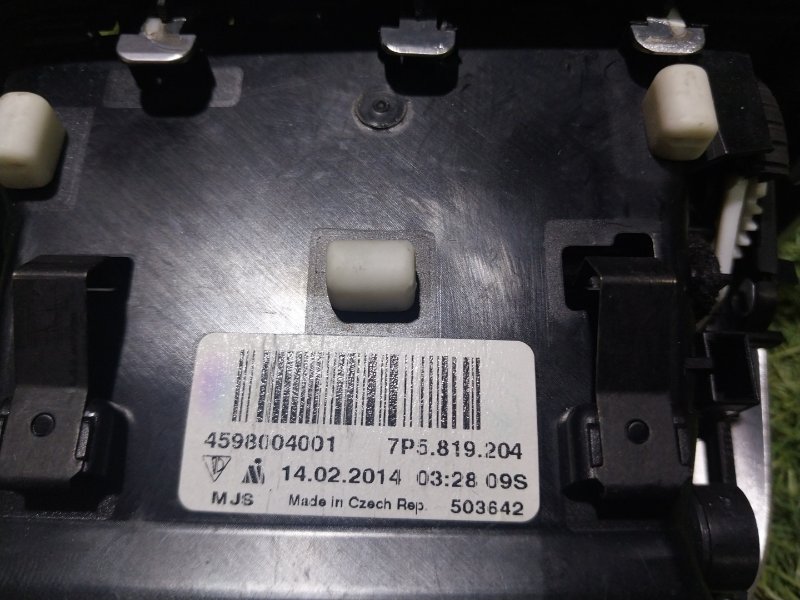 4598004001 7P5.819.204
14.02.2014 03:28 09S
MJS Made in Czech Rep. 503642